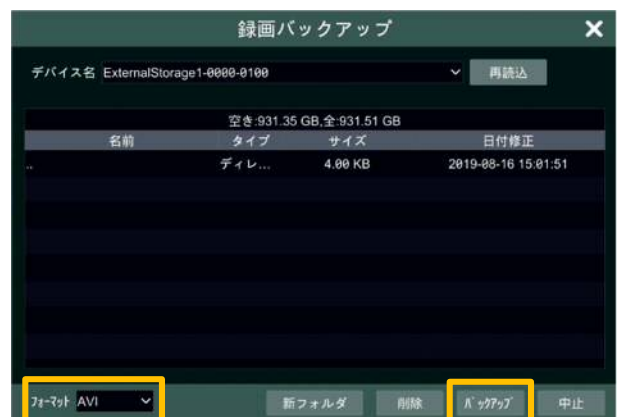 録画バックアップ ×
デバイス名 ExternalStorage1-0000-0100 再読込
空き:931.35 GB,全:931.51 GB
名前 タイプ サイズ 日付修正
.. ディレ... 4.00 KB 2019-08-16 15:01:51
フォーマット AVI 新フォルダ 削除 バックアップ 中止